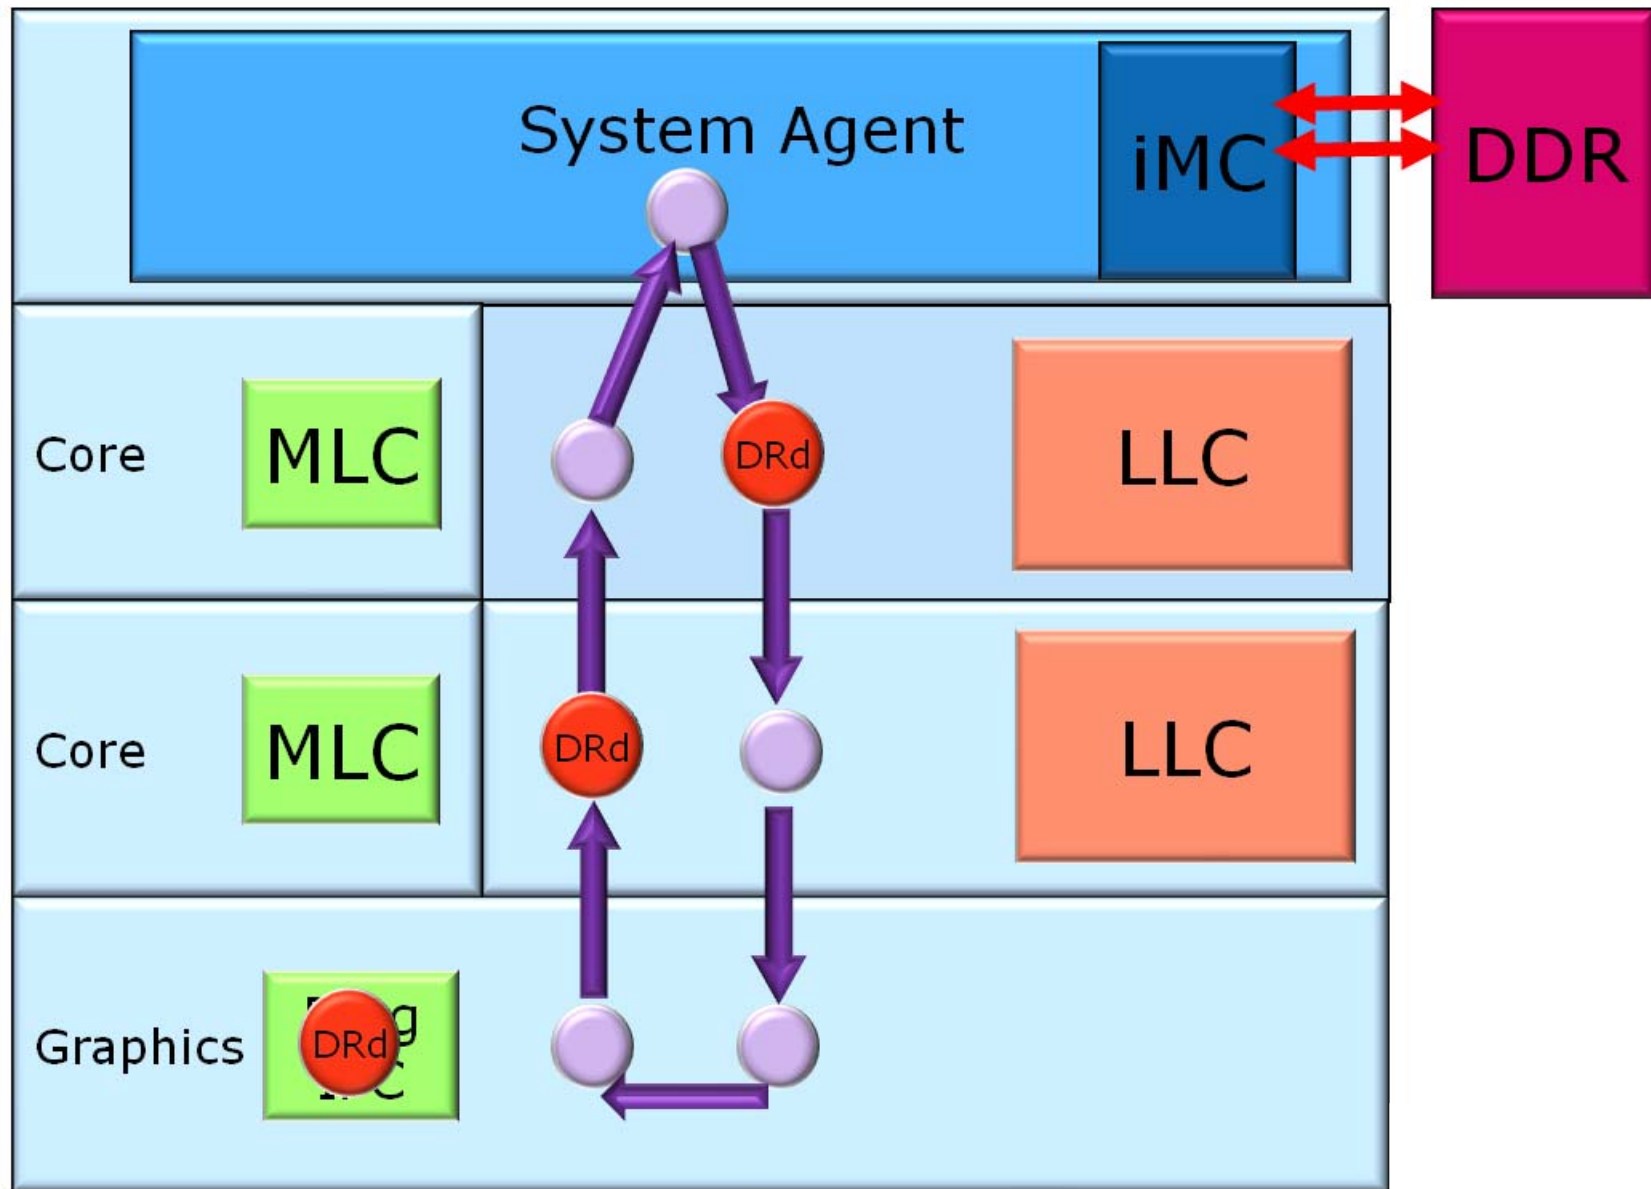 System Agent
iMC
DDR
Core
MLC
DRd
LLC
Core
MLC
DRd
LLC
Graphics
DRd